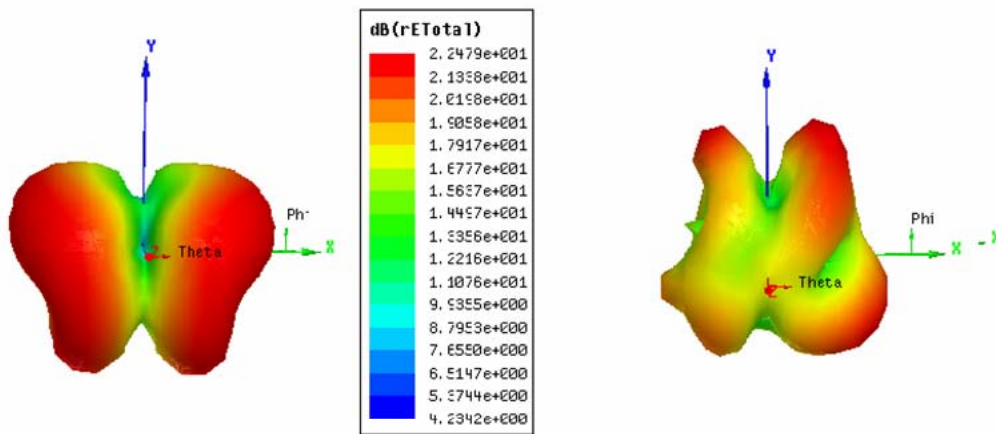 Y
Ph
Theta
X
dB(rETotal)
2.2479e+001
2.1338e+001
2.0198e+001
1.9058e+001
1.7917e+001
1.6777e+001
1.5637e+001
1.4497e+001
1.3356e+001
1.2216e+001
1.1076e+001
9.9355e+000
8.7953e+000
7.6550e+000
6.5147e+000
5.3744e+000
4.2342e+000
Y
Phi
X
- X
Theta
Z